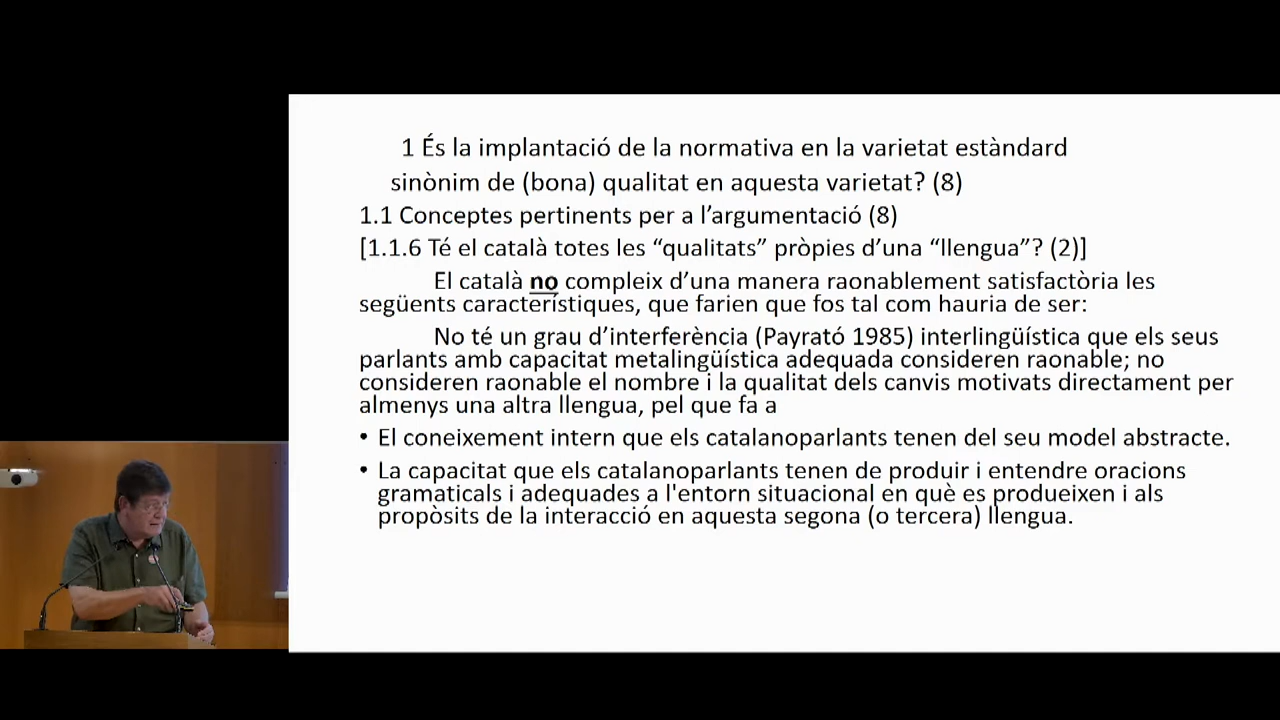 1 És la implantació de la normativa en la varietat estàndard
sinònim de (bona) qualitat en aquesta varietat? (8)
1.1 Conceptes pertinents per a l’argumentació (8)
[1.1.6 Té el català totes les “qualitats” pròpies d’una “llengua”? (2)]
El català no compleix d’una manera raonablement satisfactòria les
següents característiques, que farien que fos tal com hauria de ser:
No té un grau d’interferència (Payrató 1985) interlingüística que els seus
parlants amb capacitat metalingüística adequada consideren raonable; no
consideren raonable el nombre i la qualitat dels canvis motivats directament per
almenys una altra llengua, pel que fa a
• El coneixement intern que els catalanoparlants tenen del seu model abstracte.
• La capacitat que els catalanoparlants tenen de produir i entendre oracions
gramaticals i adequades a l'entorn situacional en què es produeixen i als
propòsits de la interacció en aquesta segona (o tercera) llengua.